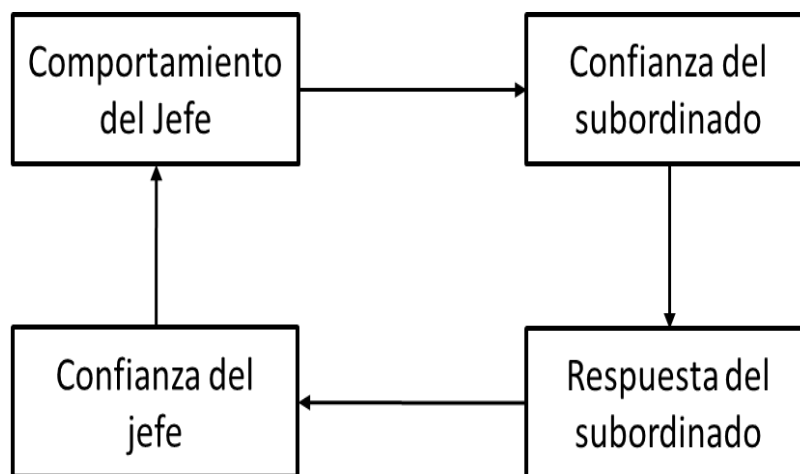 Comportamiento
del Jefe
Confianza del
subordinado
Confianza del
jefe
Respuesta del
subordinado